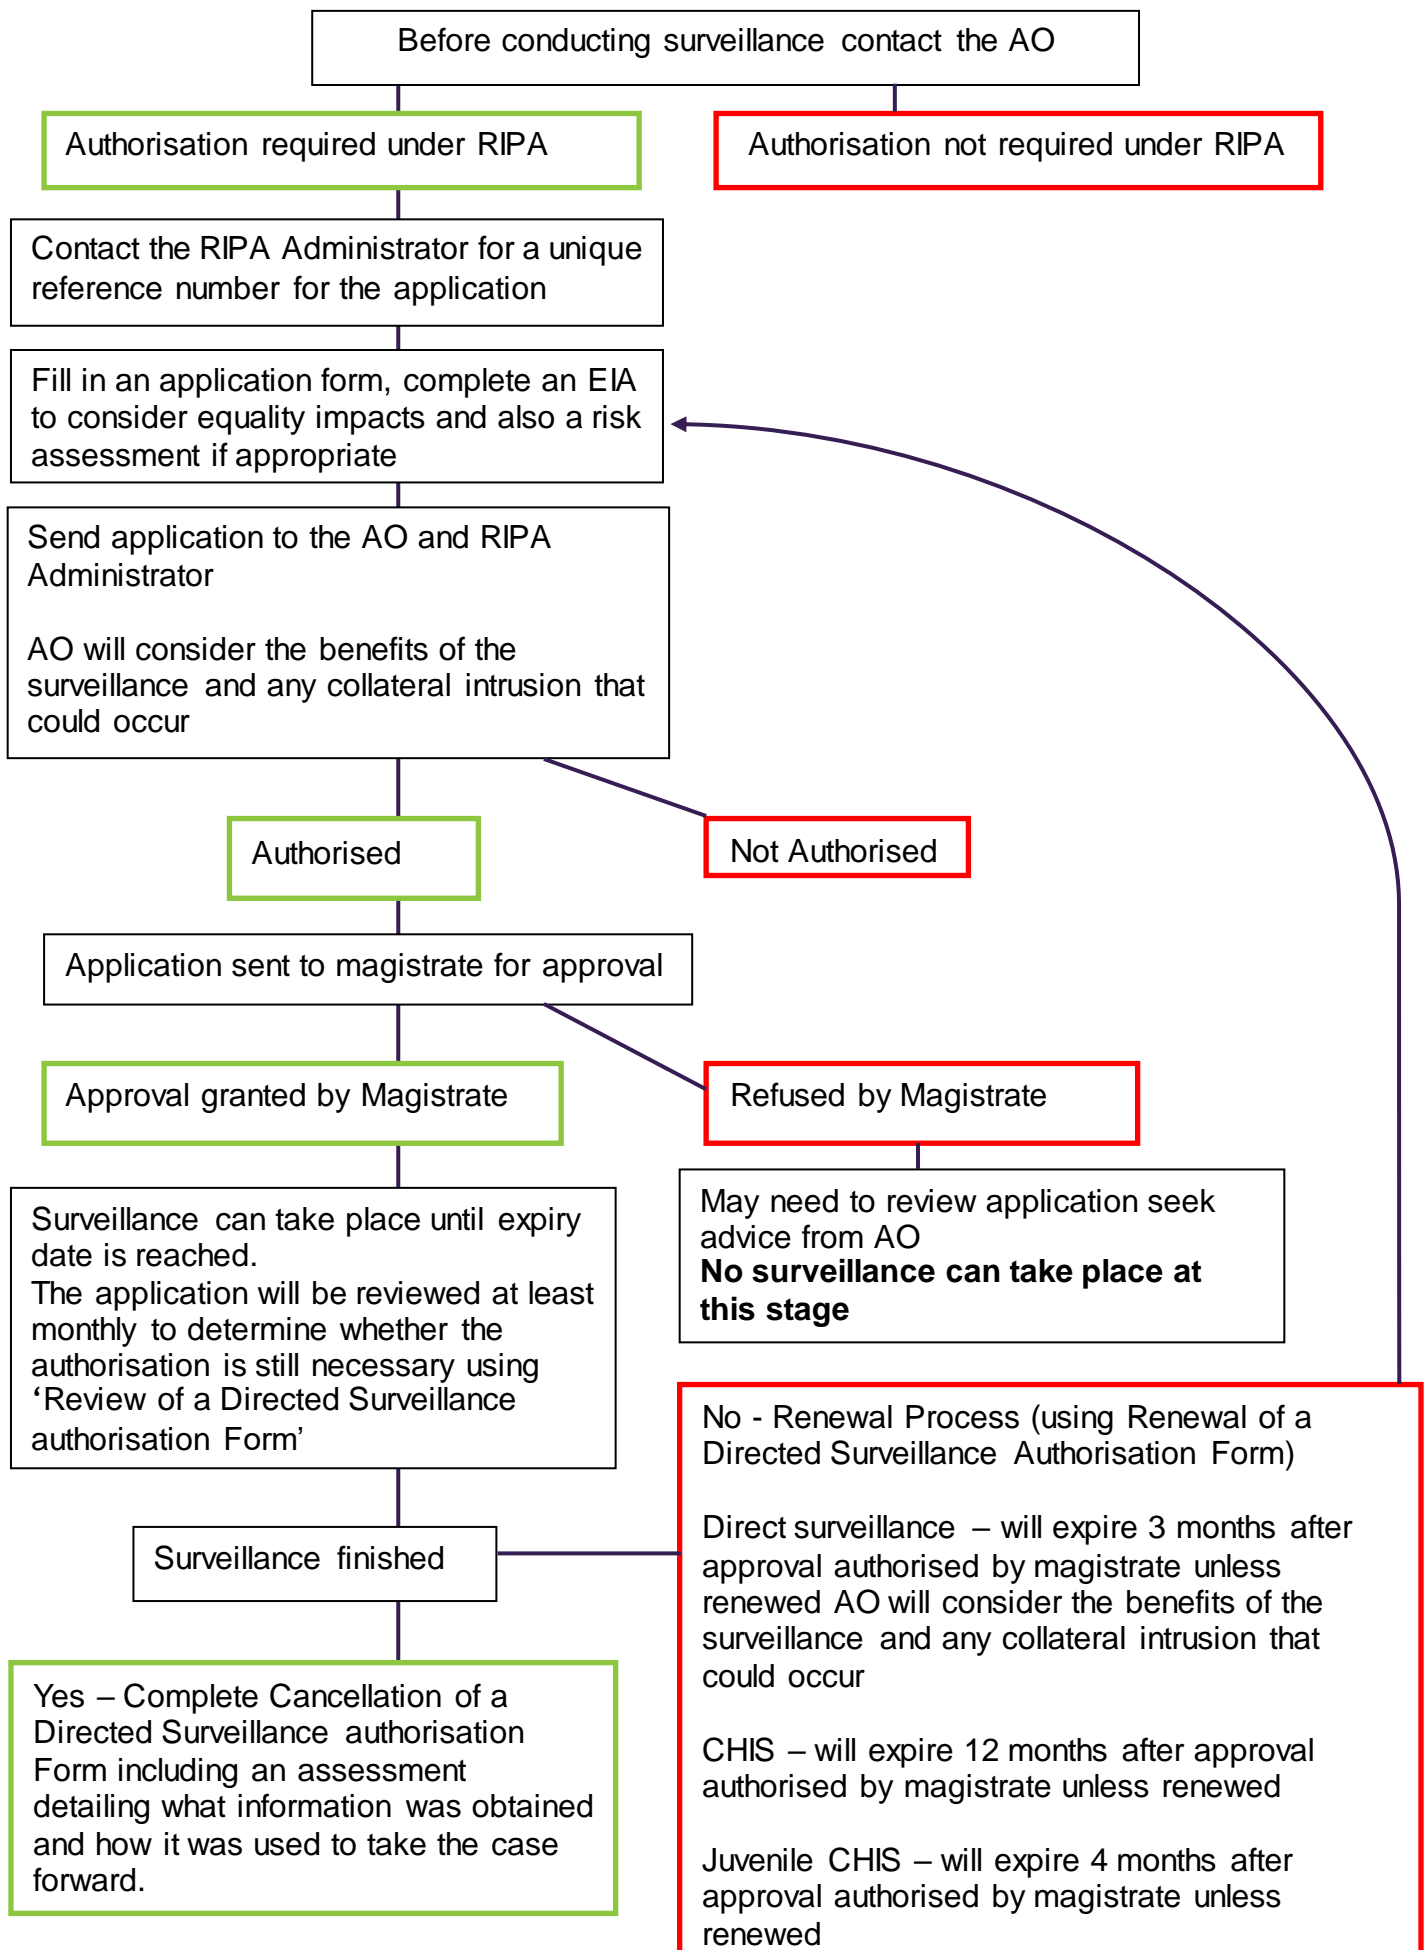 Before conducting surveillance contact the AO
Authorisation required under RIPA
Authorisation not required under RIPA
Contact the RIPA Administrator for a unique
reference number for the application
Fill in an application form, complete an EIA
to consider equality impacts and also a risk
assessment if appropriate
Send application to the AO and RIPA
Administrator
AO will consider the benefits of the
surveillance and any collateral intrusion that
could occur
Authorised
Not Authorised
Application sent to magistrate for approval
Approval granted by Magistrate
Refused by Magistrate
Surveillance can take place until expiry
date is reached.
The application will be reviewed at least
monthly to determine whether the
authorisation is still necessary using
‘Review of a Directed Surveillance
authorisation Form’
May need to review application seek
advice from AO
No surveillance can take place at
this stage
Surveillance finished
No - Renewal Process (using Renewal of a
Directed Surveillance Authorisation Form)
Direct surveillance – will expire 3 months after
approval authorised by magistrate unless
renewed AO will consider the benefits of the
surveillance and any collateral intrusion that
could occur
CHIS – will expire 12 months after approval
authorised by magistrate unless renewed
Juvenile CHIS – will expire 4 months after
approval authorised by magistrate unless
renewed
Yes – Complete Cancellation of a
Directed Surveillance authorisation
Form including an assessment
detailing what information was obtained
and how it was used to take the case
forward.